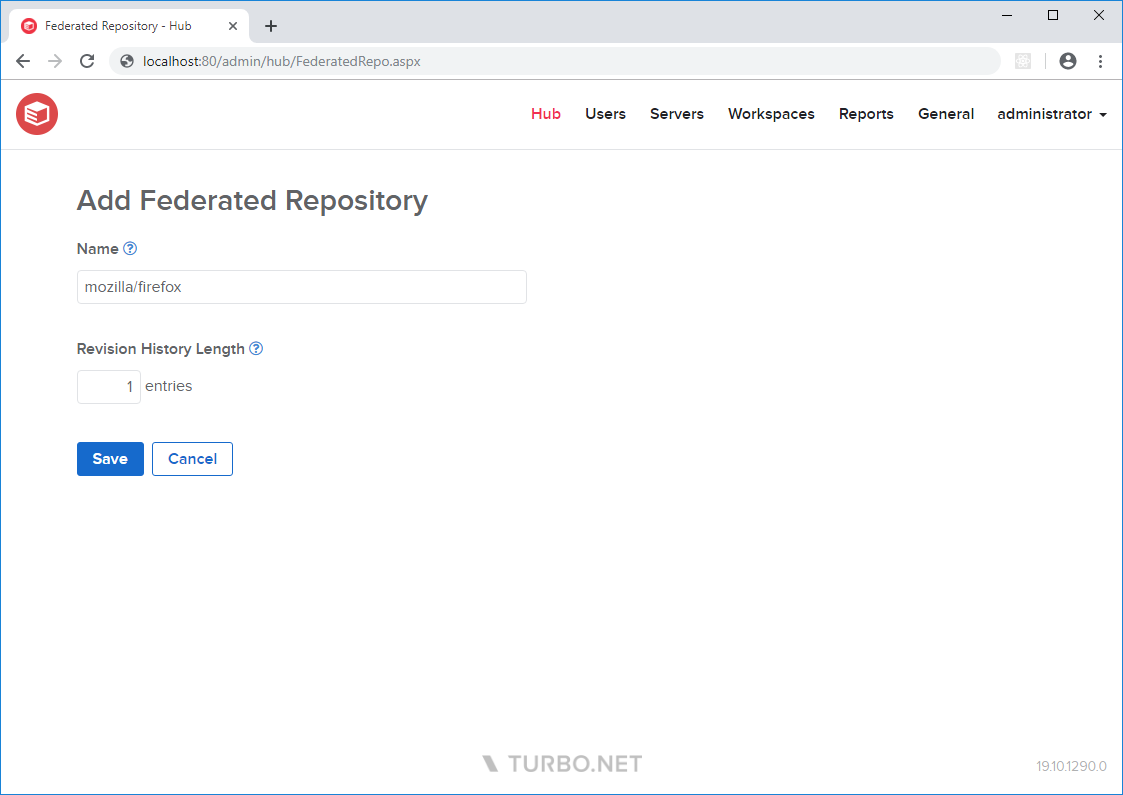 Federated Repository - Hub
localhost:80/admin/hub/FederatedRepo.aspx
Hub Users Servers Workspaces Reports General administrator
Add Federated Repository
Name ?
mozilla/firefox
Revision History Length ?
1 entries
Save Cancel
TURBO.NET
19.10.1290.0